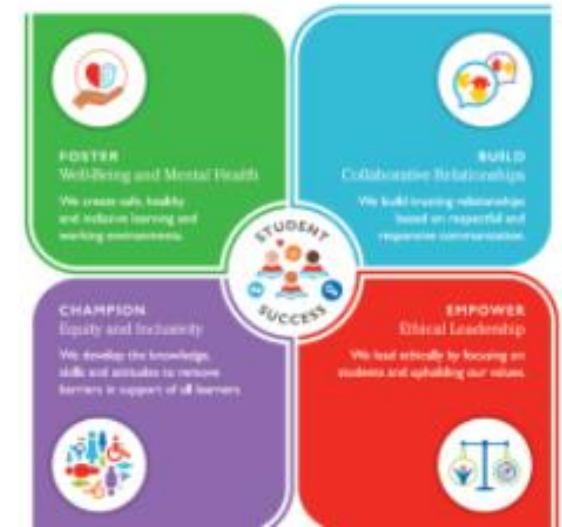 FOSTER
Well-Being and Mental Health
We create safe, healthy
and inclusive learning and
working environments.
BUILD
Collaborative Relationships
We build trusting relationships
based on respectful and
responsive communication.
STUDENT
SUCCESS
CHAMPION
Equity and Inclusivity
We develop the knowledge,
skills and attitudes to remove
barriers in support of all learners.
EMPOWER
Ethical Leadership
We lead ethically by focusing on
students and upholding our values.